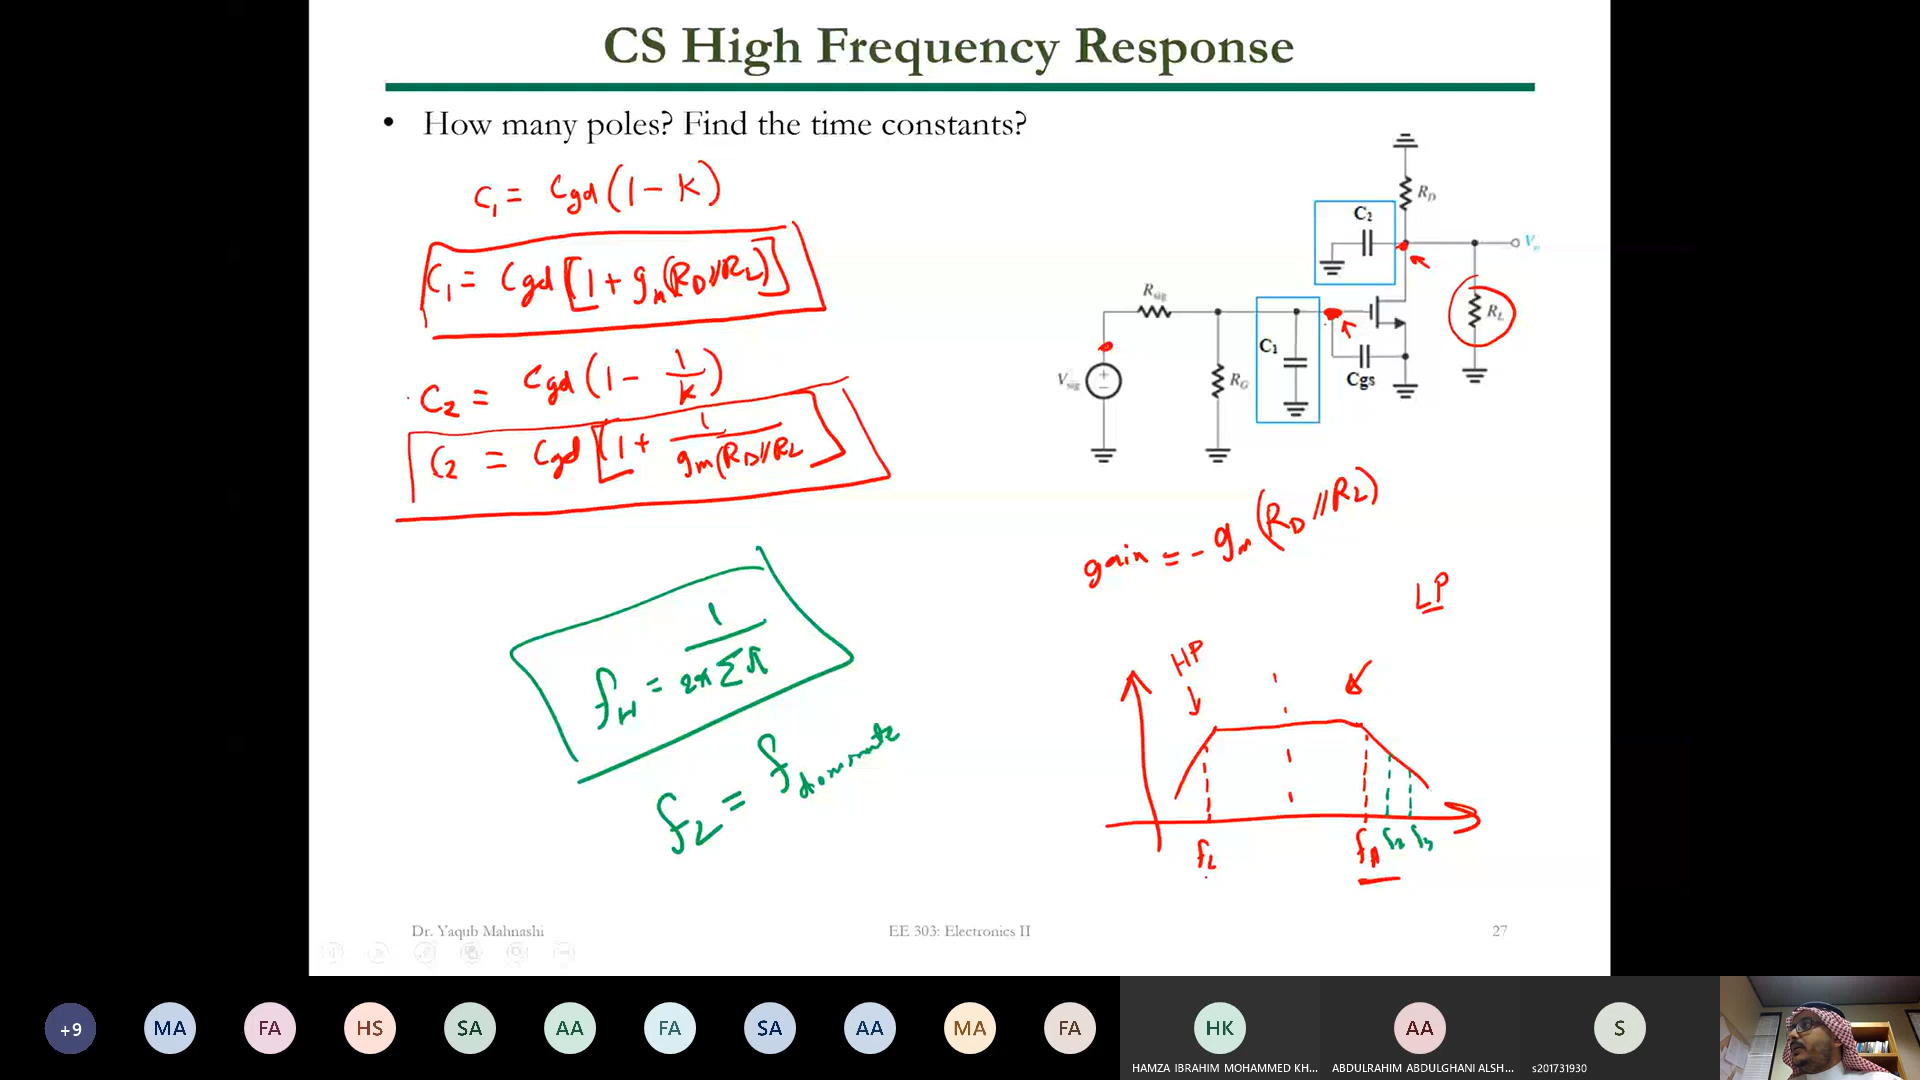 CS High Frequency Response
• How many poles? Find the time constants?
C₁ = Cgd (1 − K)
C₁ = Cgd [1 + gm (RD // RL)]
C₂ = Cgd (1 − 1/K)
C₂ = Cgd [1 + 1/gm(RD//RL]
RD
C₂
Vo
Rsig
RL
C₁
Vsig
+
−
RG
Cgs
gain = − gm (RD // RL)
LP
HP
fH = 1/2π Σ τ
fL = fdominate
fL
fH f2 f3
Dr. Yaqub Mahnashi
EE 303: Electronics II
27
+9
MA
FA
HS
SA
AA
FA
SA
AA
MA
FA
HK
AA
S
HAMZA IBRAHIM MOHAMMED KH...
ABDULRAHIM ABDULGHANI ALSH...
s201731930